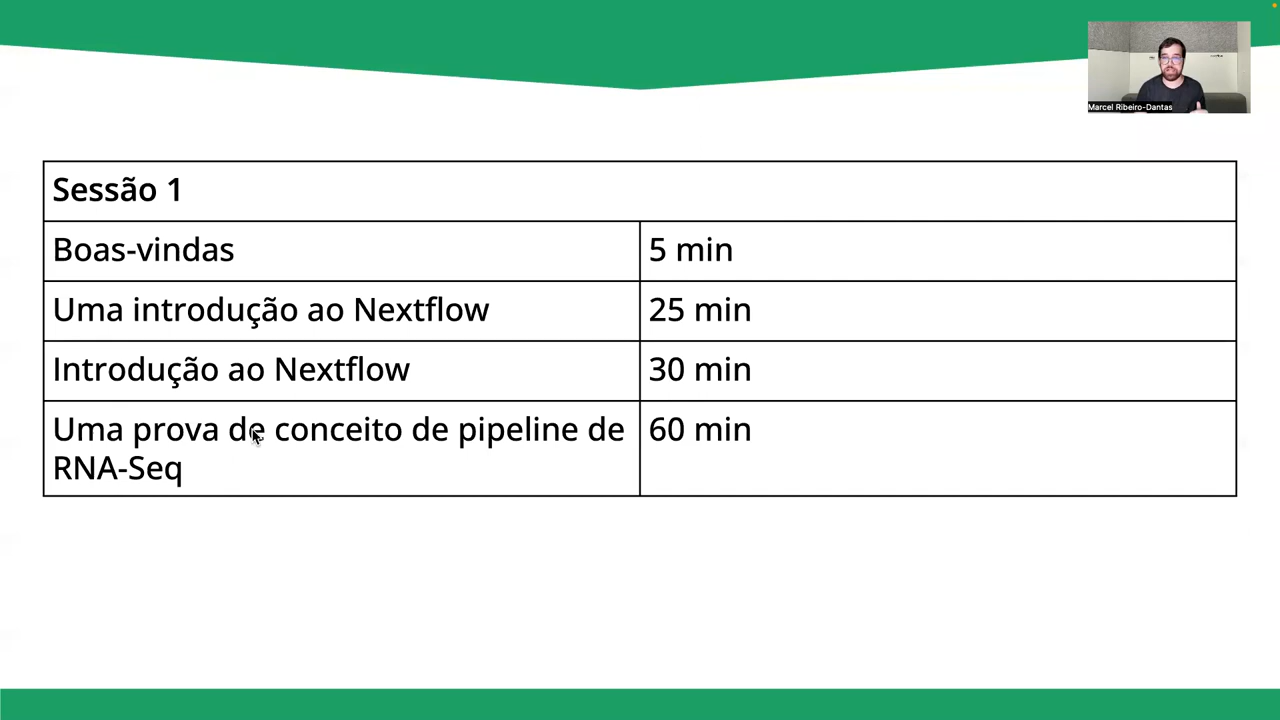 Marcel Ribeiro-Dantas
Sessão 1
Boas-vindas
5 min
Uma introdução ao Nextflow
25 min
Introdução ao Nextflow
30 min
Uma prova de conceito de pipeline de
RNA-Seq
60 min